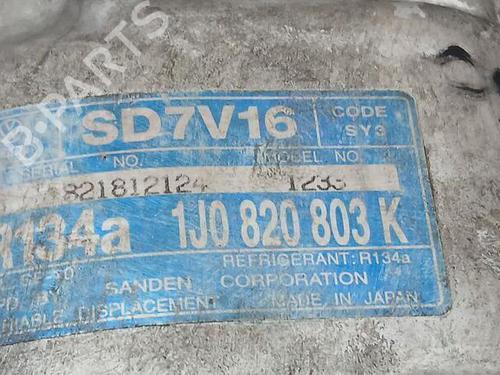 SD7V16 CODE
SY3
SERIAL NO. MODEL NO.
821812124 1233
R134a 1J0 820 803 K
REFRIGERANT:R134a
BY SANDEN CORPORATION
DISPLACEMENT MADE IN JAPAN
B-PARTS